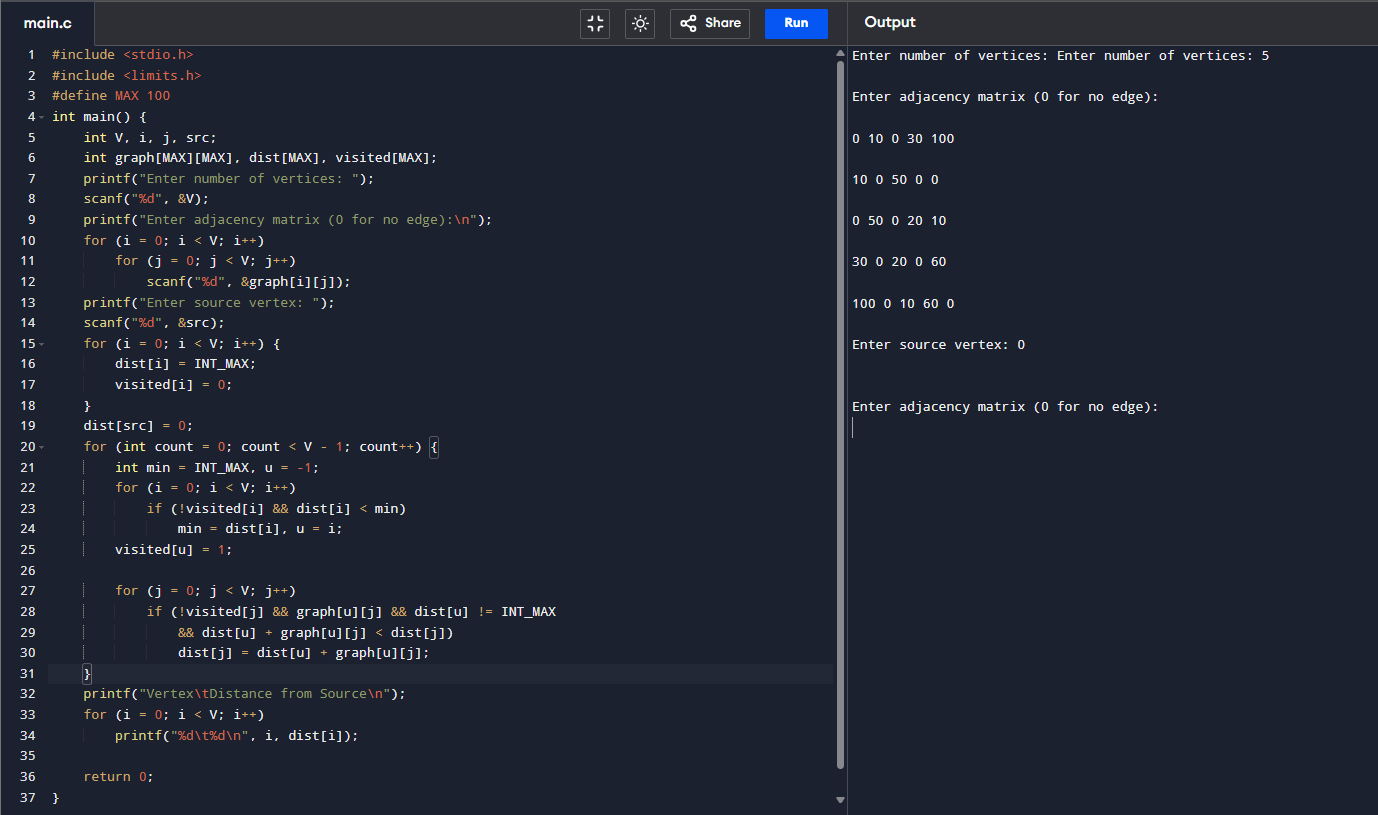 main.c
Share
Run
Output
1 #include <stdio.h>
2 #include <limits.h>
3 #define MAX 100
4 int main() {
5     int V, i, j, src;
6     int graph[MAX][MAX], dist[MAX], visited[MAX];
7     printf("Enter number of vertices: ");
8     scanf("%d", &V);
9     printf("Enter adjacency matrix (0 for no edge):\n");
10     for (i = 0; i < V; i++)
11         for (j = 0; j < V; j++)
12             scanf("%d", &graph[i][j]);
13     printf("Enter source vertex: ");
14     scanf("%d", &src);
15     for (i = 0; i < V; i++) {
16         dist[i] = INT_MAX;
17         visited[i] = 0;
18     }
19     dist[src] = 0;
20     for (int count = 0; count < V - 1; count++) {
21         int min = INT_MAX, u = -1;
22         for (i = 0; i < V; i++)
23             if (!visited[i] && dist[i] < min)
24                 min = dist[i], u = i;
25         visited[u] = 1;
26
27         for (j = 0; j < V; j++)
28             if (!visited[j] && graph[u][j] && dist[u] != INT_MAX
29                 && dist[u] + graph[u][j] < dist[j])
30                 dist[j] = dist[u] + graph[u][j];
31     }
32     printf("Vertex\tDistance from Source\n");
33     for (i = 0; i < V; i++)
34         printf("%d\t%d\n", i, dist[i]);
35
36     return 0;
37 }
Enter number of vertices: Enter number of vertices: 5
Enter adjacency matrix (0 for no edge):
0 10 0 30 100
10 0 50 0 0
0 50 0 20 10
30 0 20 0 60
100 0 10 60 0
Enter source vertex: 0
Enter adjacency matrix (0 for no edge):